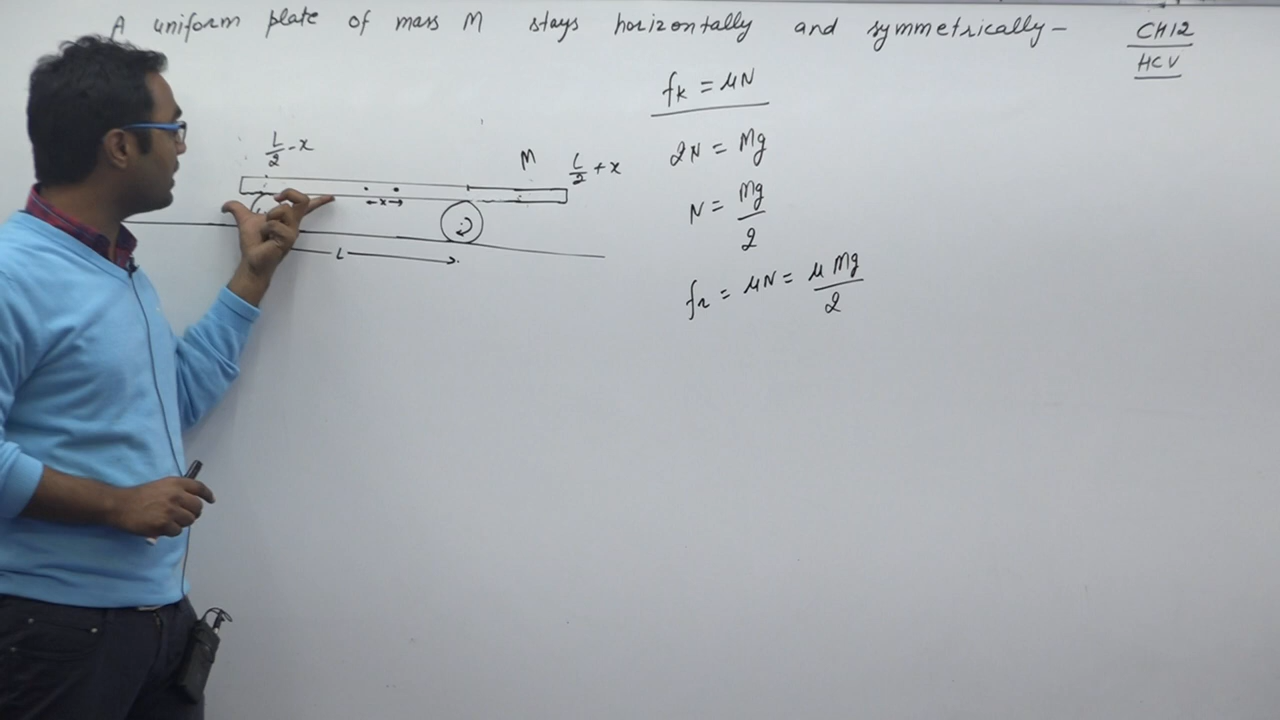 A uniform plate of mass M stays horizontally and symmetrically-
CH12
HCV
fk = μN
2N = Mg
N = Mg/2
fr = μN = μMg/2
L/2 - x
M
L/2 + x
x
L